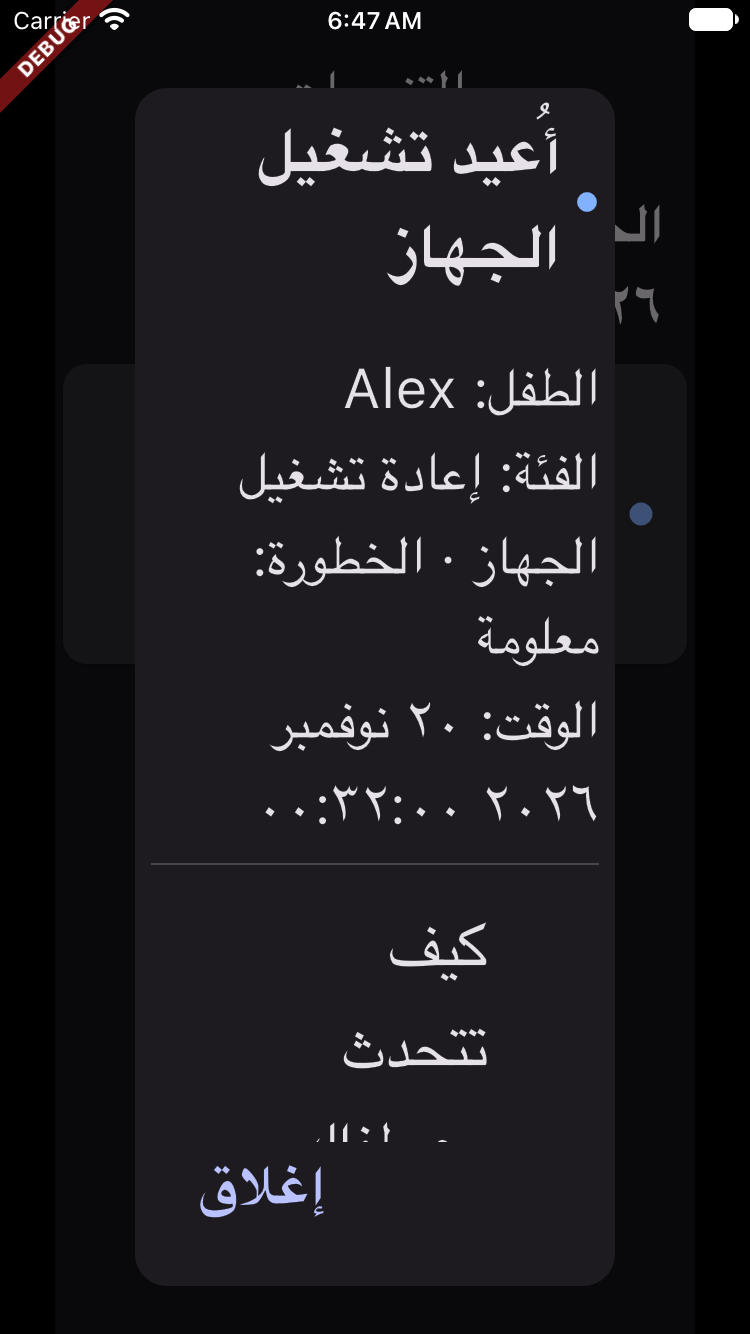 Carrier 6:47 AM
DEBUG
أُعيد تشغيل
الجهاز
الطفل: Alex
الفئة: إعادة تشغيل
الجهاز · الخطورة:
معلومة
الوقت: ٢٠ نوفمبر
٢٠٢٦ ٠٠:٣٢:٠٠
كيف
تتحدث
إغلاق